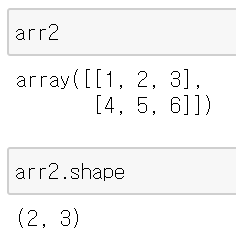 arr2
array([[1, 2, 3],
       [4, 5, 6]])
arr2.shape
(2, 3)